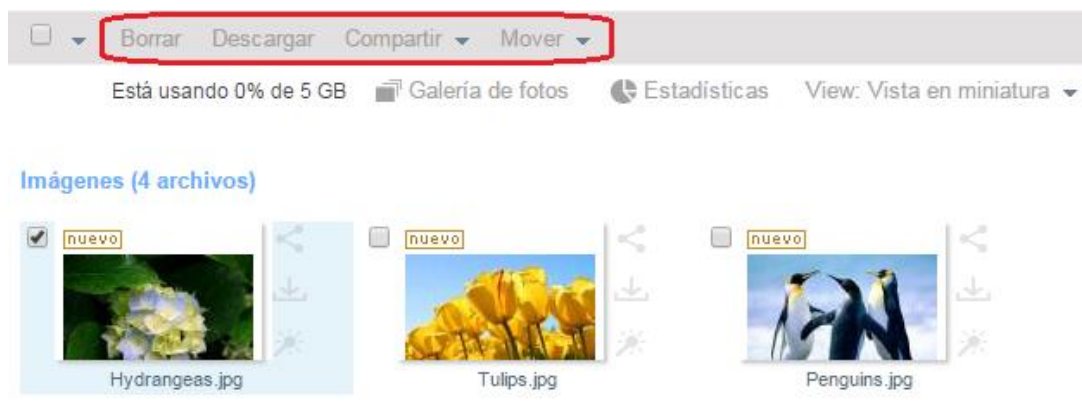 Borrar Descargar Compartir Mover
Está usando 0% de 5 GB Galería de fotos Estadísticas View: Vista en miniatura
Imágenes (4 archivos)
nuevo nuevo nuevo
Hydrangeas.jpg Tulips.jpg Penguins.jpg